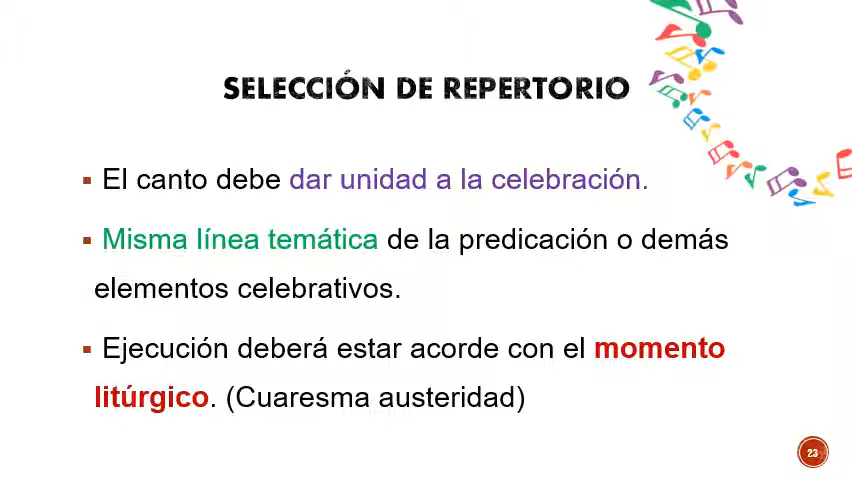 SELECCIÓN DE REPERTORIO
▪ El canto debe dar unidad a la celebración.
▪ Misma línea temática de la predicación o demás
elementos celebrativos.
▪ Ejecución deberá estar acorde con el momento
litúrgico. (Cuaresma austeridad)
23